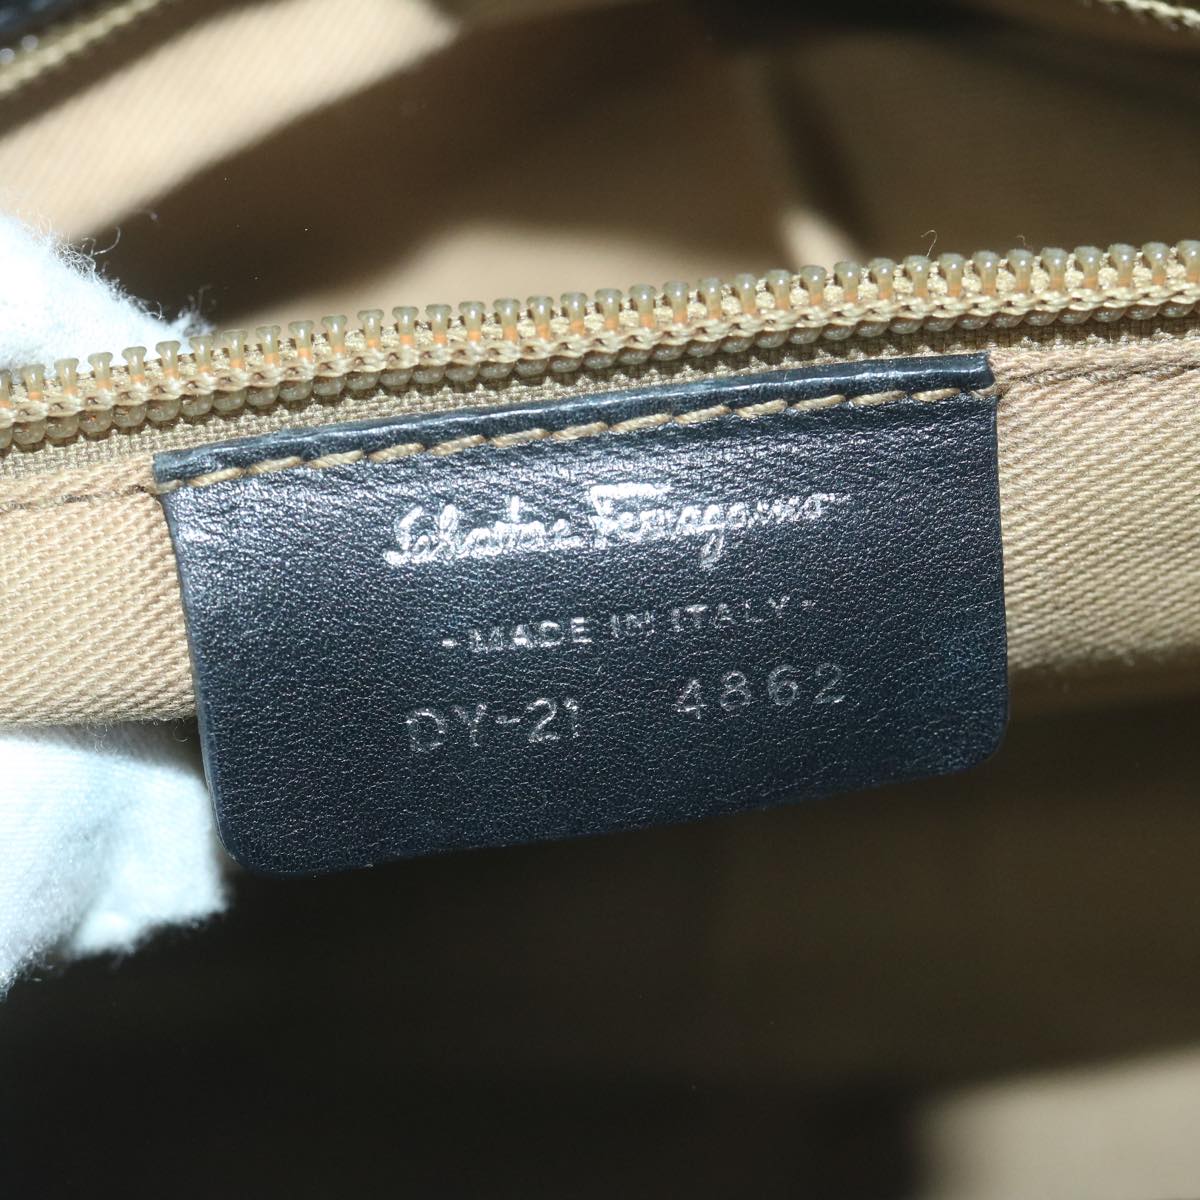 Salvatore Ferragamo
-MADE IN ITALY-
DY-21 4862